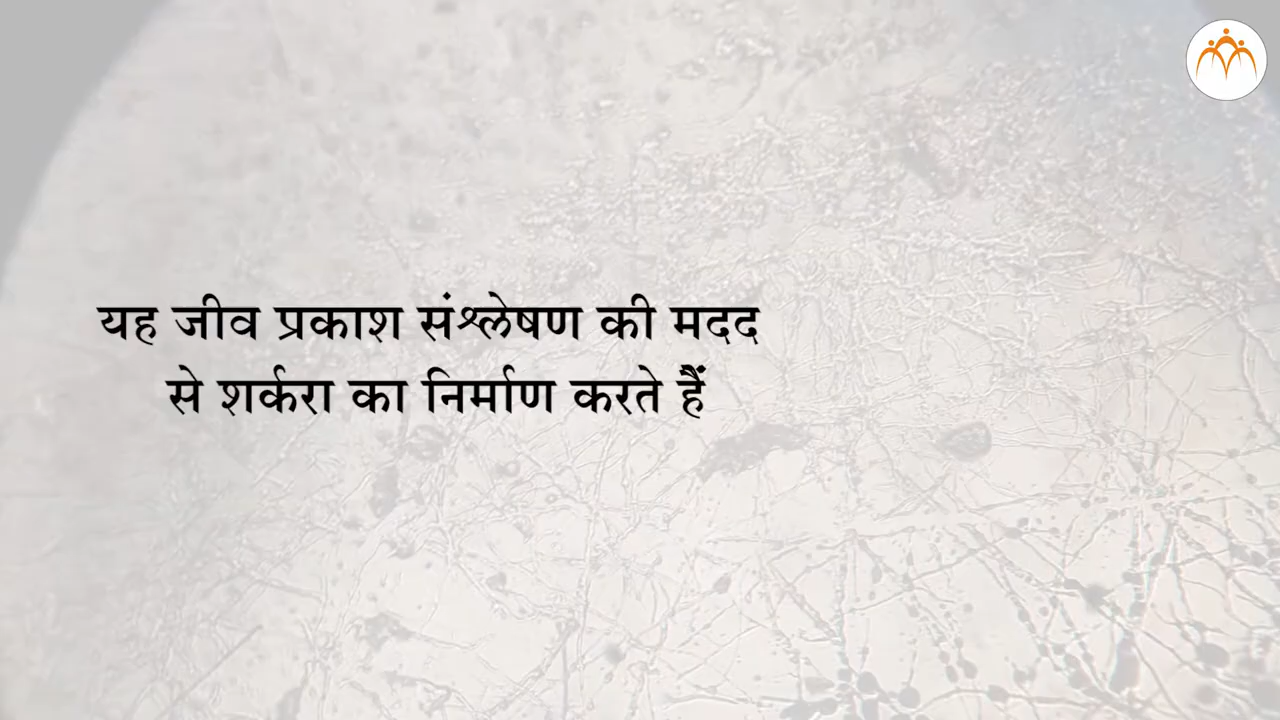 यह जीव प्रकाश संश्लेषण की मदद
से शर्करा का निर्माण करते हैं